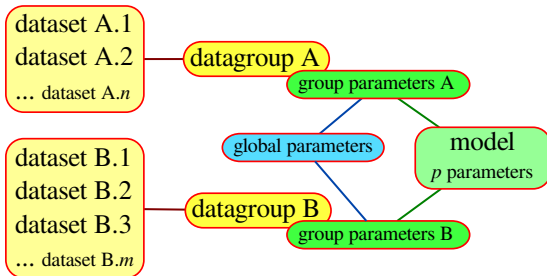 dataset A.1
dataset A.2
... dataset A.n
datagroup A
group parameters A
global parameters
model
p parameters
dataset B.1
dataset B.2
dataset B.3
... dataset B.m
datagroup B
group parameters B